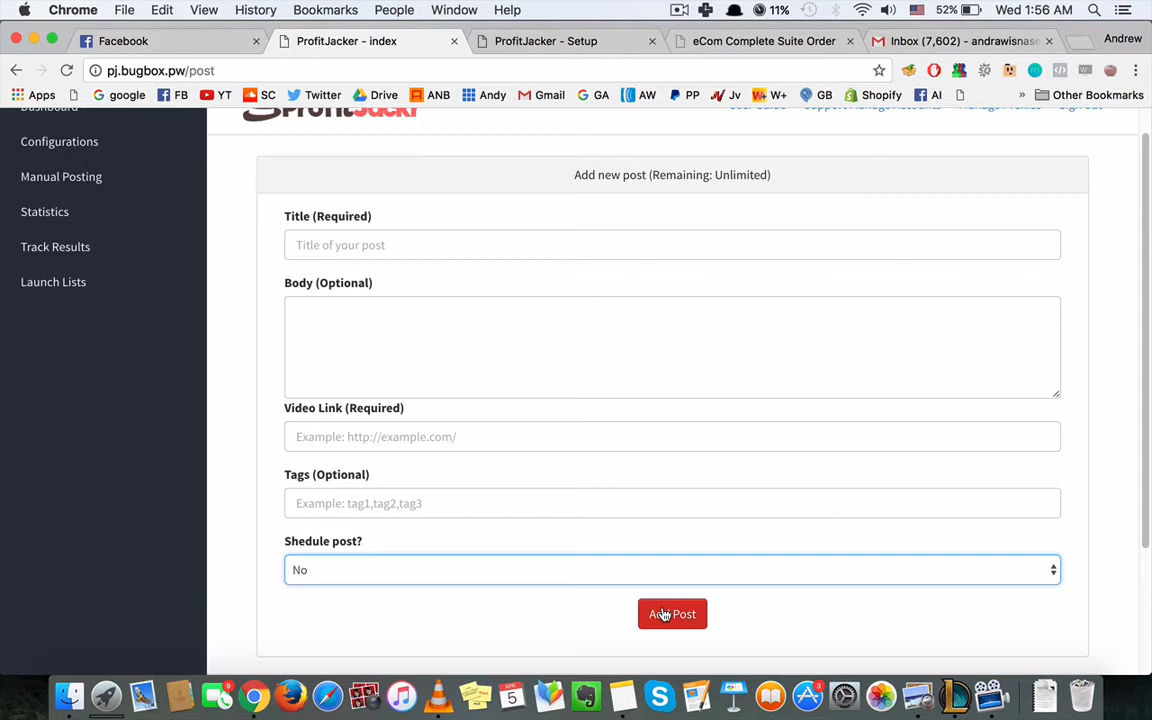 Chrome File Edit View History Bookmarks People Window Help 11% 52% Wed 1:56 AM
Facebook ProfitJacker - index ProfitJacker - Setup eCom Complete Suite Order Inbox (7,602) - andrawisnase Andrew
pj.bugbox.pw/post
Apps google FB YT SC Twitter Drive ANB Andy Gmail GA AW PP Jv W+ GB Shopify AI » Other Bookmarks
Dashboard
ProfitJackr
Configurations
Manual Posting
Statistics
Track Results
Launch Lists
Add new post (Remaining: Unlimited)
Title (Required)
Title of your post
Body (Optional)
Video Link (Required)
Example: http://example.com/
Tags (Optional)
Example: tag1,tag2,tag3
Shedule post?
No
Add Post